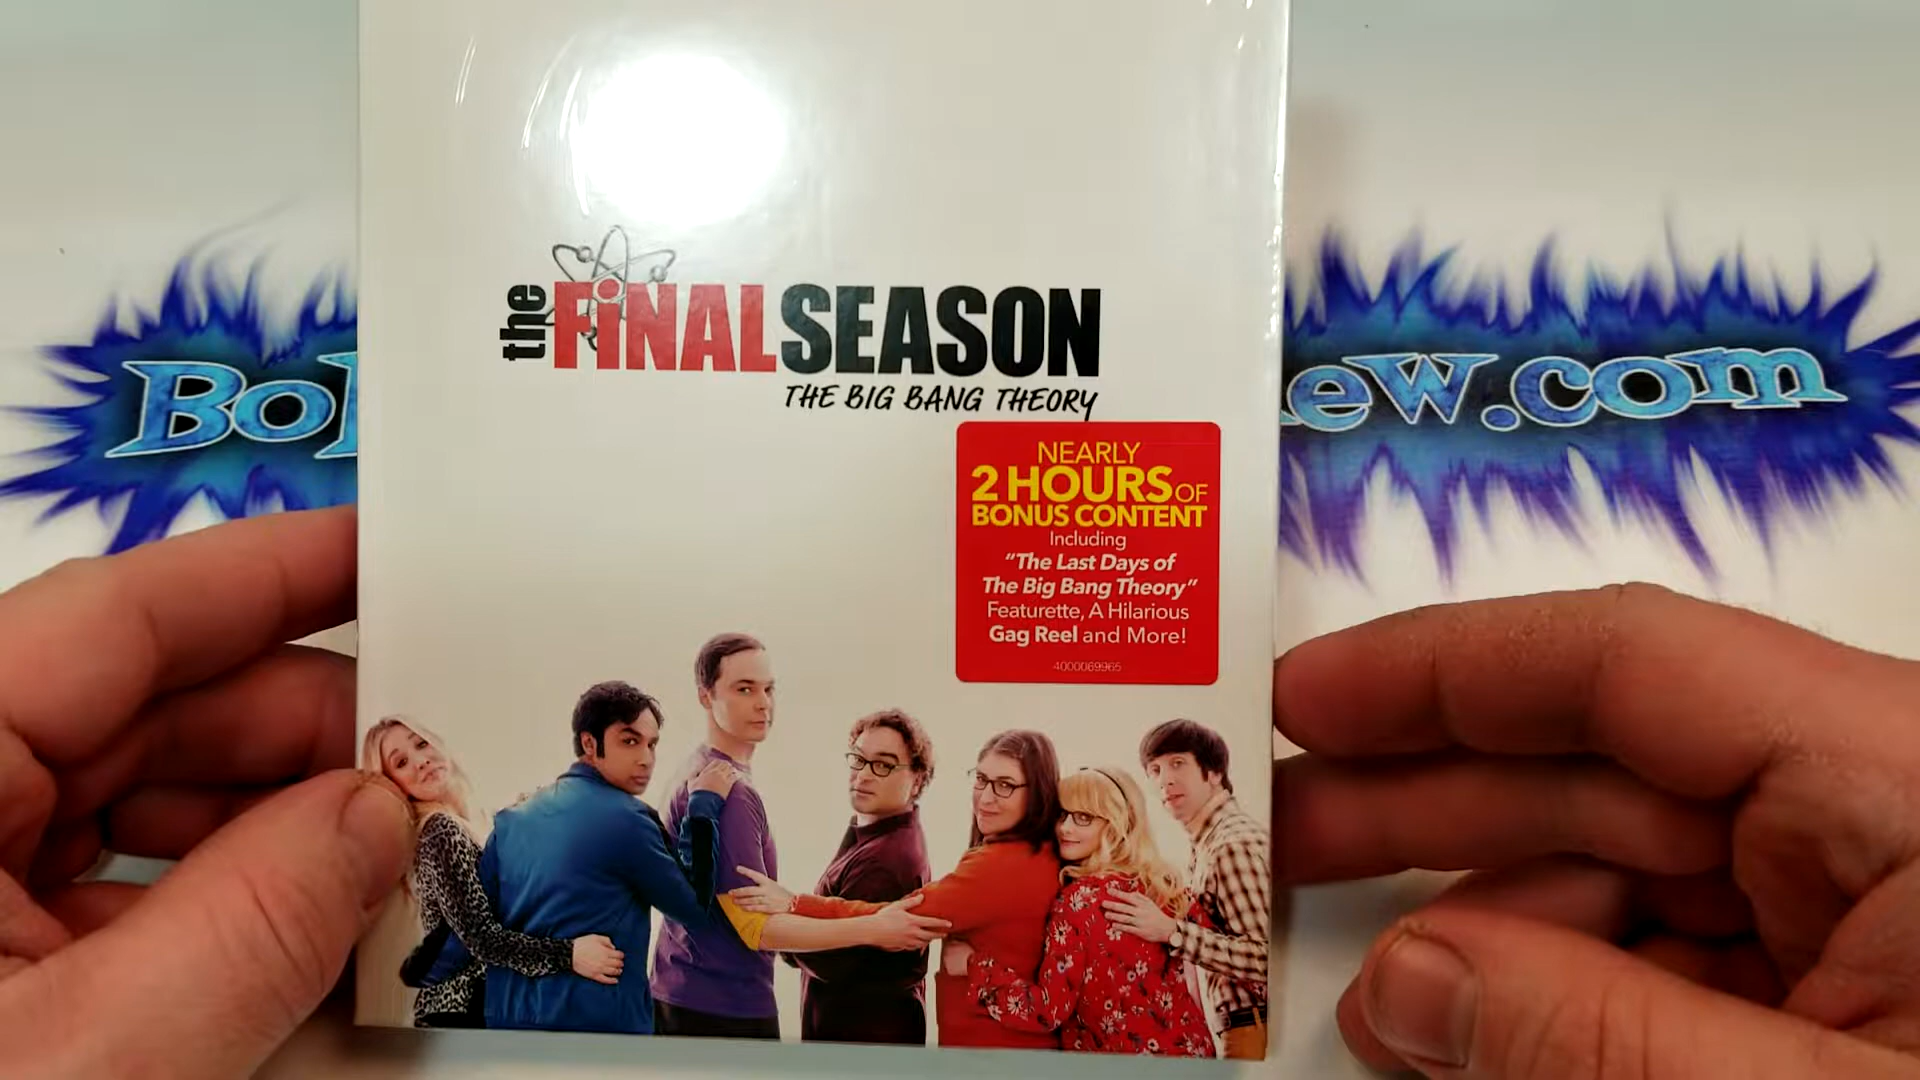 the FiNAL SEASON
THE BIG BANG THEORY
NEARLY
2 HOURS OF
BONUS CONTENT
Including
"The Last Days of
The Big Bang Theory"
Featurette, A Hilarious
Gag Reel and More!
4000069965
Bo
ew.com